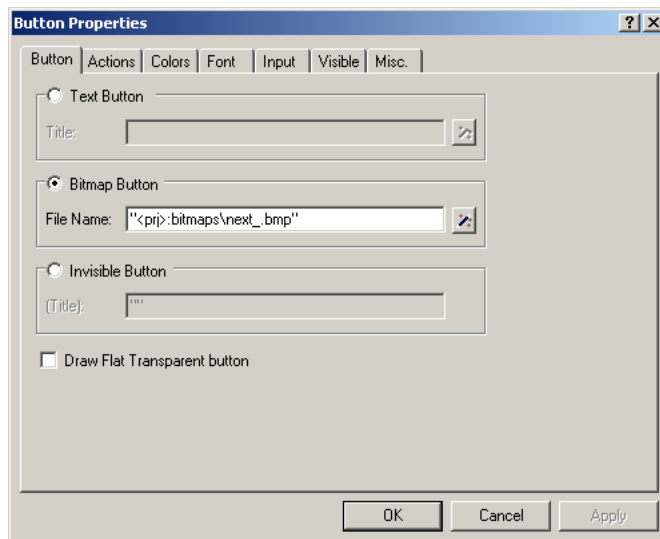 Button Properties
? X
Button Actions Colors Font Input Visible Misc.
Text Button
Title:
Bitmap Button
File Name: "<prj>:bitmaps\next_.bmp"
Invisible Button
(Title): ""
Draw Flat Transparent button
OK Cancel Apply